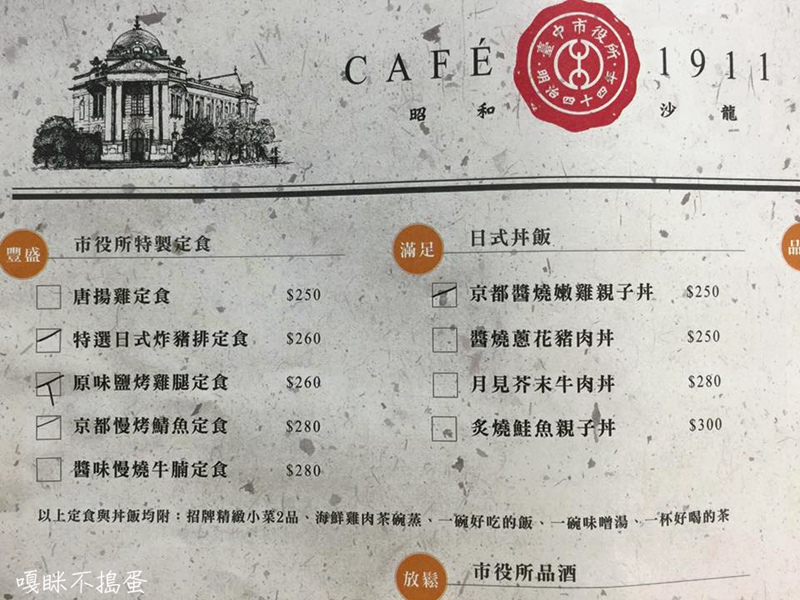 CAFÉ 1911
臺中市役所
明治四十四年
昭和沙龍
豐盛 市役所特製定食
唐揚雞定食 $250
特選日式炸豬排定食 $260
原味鹽烤雞腿定食 $260
京都慢烤鯖魚定食 $280
醬味慢燒牛腩定食 $280
滿足 日式丼飯
京都醬燒嫩雞親子丼 $250
醬燒蔥花豬肉丼 $250
月見芥末牛肉丼 $280
炙燒鮭魚親子丼 $300
品
以上定食與丼飯均附：招牌精緻小菜2品、海鮮雞肉茶碗蒸、一碗好吃的飯、一碗味噌湯、一杯好喝的茶
放鬆 市役所品酒
嘎眯不搗蛋